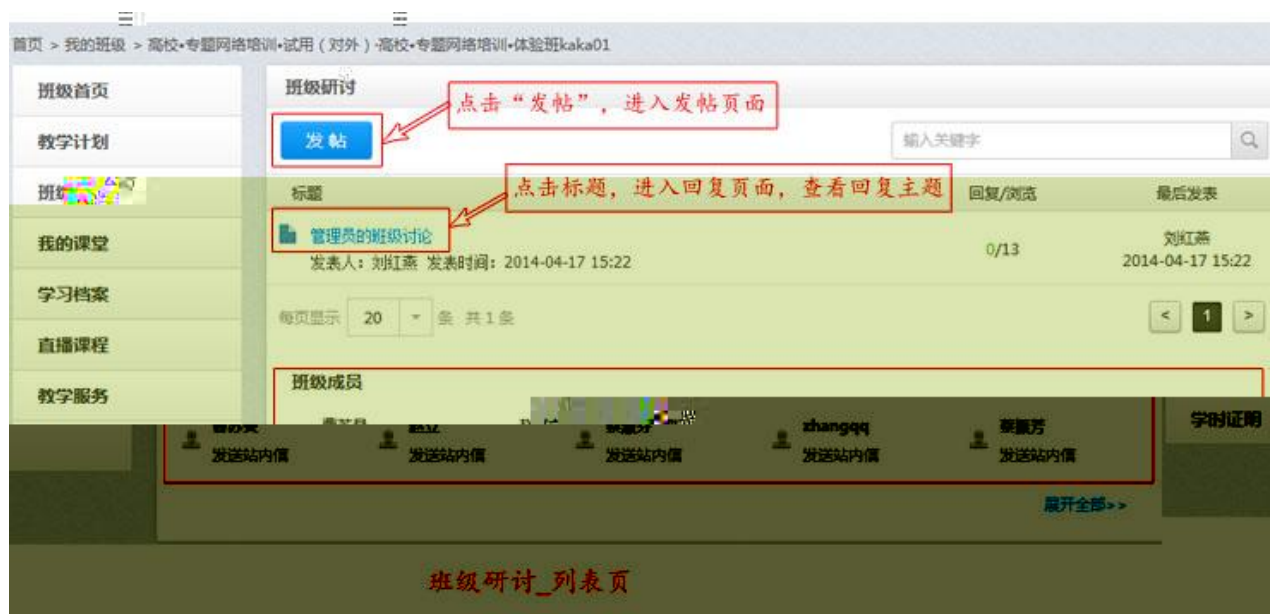 首页 > 我的班级 > 高校•专题网络培训•试用（对外）-高校•专题网络培训•体验班kaka01
班级首页
教学计划
班级
我的课堂
学习档案
直播课程
教学服务
班级研讨
点击“发帖”，进入发帖页面
发帖
输入关键字
标题
点击标题，进入回复页面，查看回复主题
回复/浏览
最后发表
管理员的班级讨论
发表人：刘红燕 发表时间：2014-04-17 15:22
0/13
刘红燕
2014-04-17 15:22
每页显示 20 条 共 1 条
< 1 >
班级成员
zhangqq
发送站内信 发送站内信 发送站内信 发送站内信 发送站内信
学时证明
展开全部>>
班级研讨_列表页